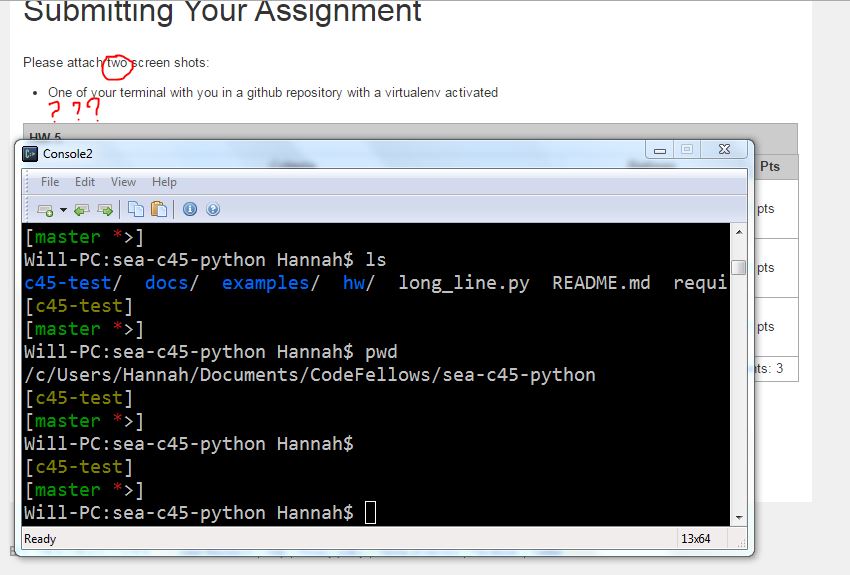 Submitting Your Assignment
Please attach two screen shots:
One of your terminal with you in a github repository with a virtualenv activated
? ? ?
HW 5
Console2
Pts
File Edit View Help
pts
[master *>]
Will-PC:sea-c45-python Hannah$ ls
pts
c45-test/ docs/ examples/ hw/ long_line.py README.md requi
[c45-test]
[master *>]
pts
Will-PC:sea-c45-python Hannah$ pwd
ts: 3
/c/Users/Hannah/Documents/CodeFellows/sea-c45-python
[c45-test]
[master *>]
Will-PC:sea-c45-python Hannah$
[c45-test]
[master *>]
Will-PC:sea-c45-python Hannah$
Ready 13x64